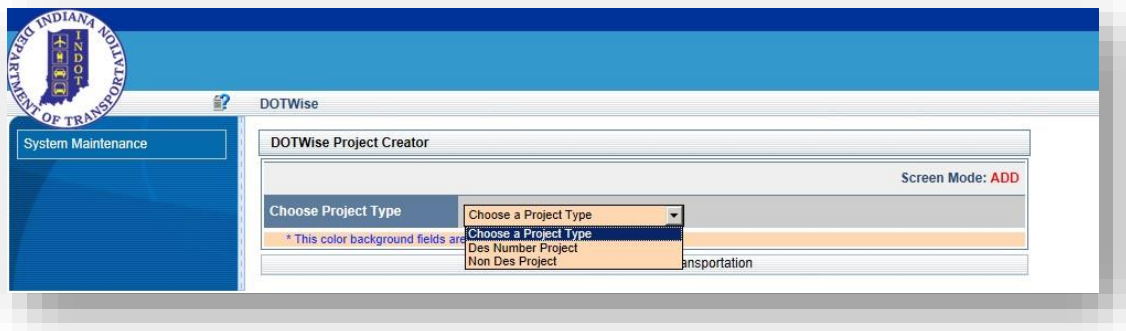 INDIANA
DEPARTMENT OF TRANSPORTATION
INDOT
DOTWise
System Maintenance
DOTWise Project Creator
Screen Mode: ADD
Choose Project Type
Choose a Project Type
* This color background fields are
Choose a Project Type
Des Number Project
Non Des Project
ansportation